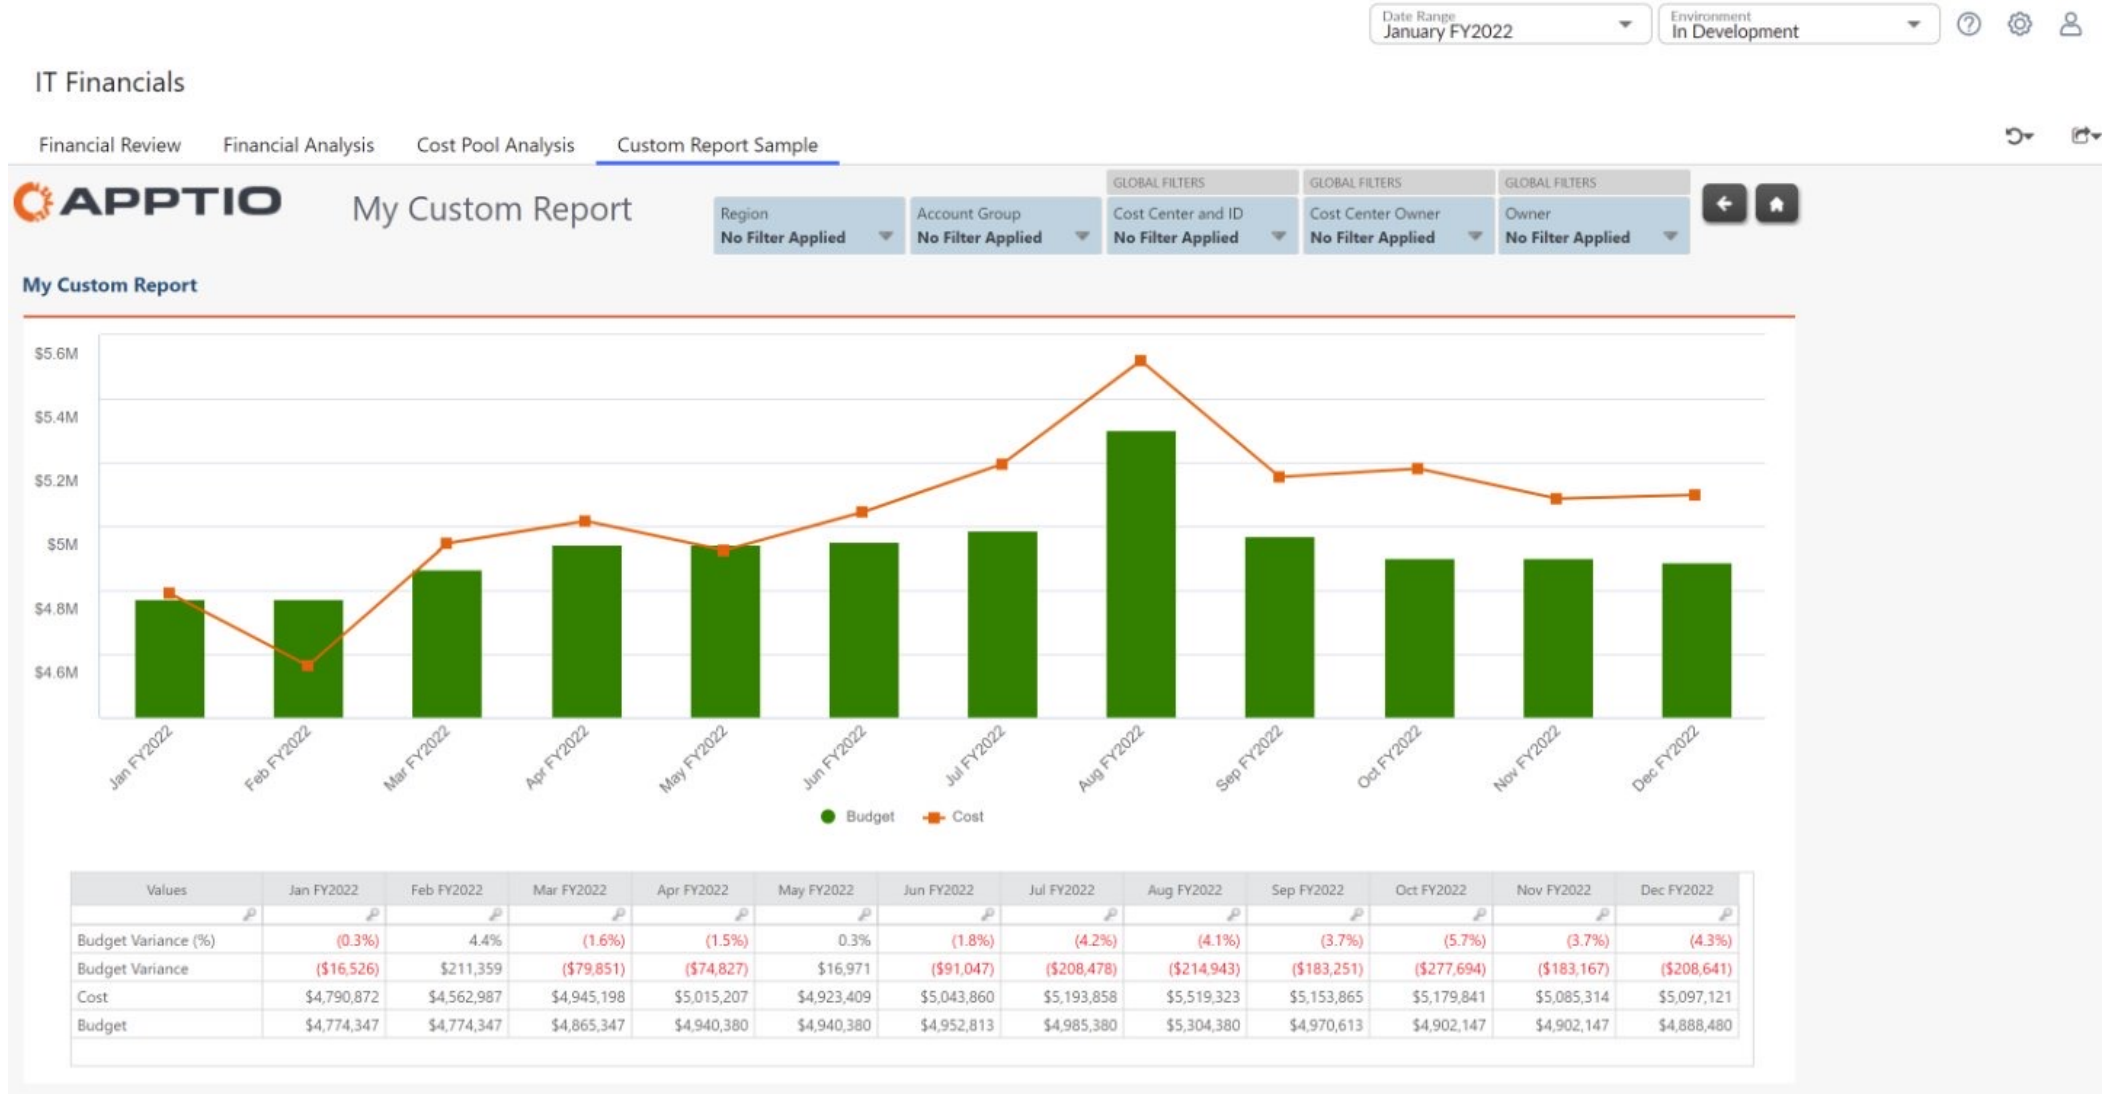 Date Range
January FY2022
Environment
In Development
IT Financials
Financial Review Financial Analysis Cost Pool Analysis Custom Report Sample
APPTIO
My Custom Report
GLOBAL FILTERS GLOBAL FILTERS GLOBAL FILTERS
Region Account Group Cost Center and ID Cost Center Owner Owner
No Filter Applied No Filter Applied No Filter Applied No Filter Applied No Filter Applied
My Custom Report
$5.6M
$5.4M
$5.2M
$5M
$4.8M
$4.6M
Jan FY2022 Feb FY2022 Mar FY2022 Apr FY2022 May FY2022 Jun FY2022 Jul FY2022 Aug FY2022 Sep FY2022 Oct FY2022 Nov FY2022 Dec FY2022
Budget Cost
Values Jan FY2022 Feb FY2022 Mar FY2022 Apr FY2022 May FY2022 Jun FY2022 Jul FY2022 Aug FY2022 Sep FY2022 Oct FY2022 Nov FY2022 Dec FY2022
Budget Variance (%) (0.3%) 4.4% (1.6%) (1.5%) 0.3% (1.8%) (4.2%) (4.1%) (3.7%) (5.7%) (3.7%) (4.3%)
Budget Variance ($16,526) $211,359 ($79,851) ($74,827) $16,971 ($91,047) ($208,478) ($214,943) ($183,251) ($277,694) ($183,167) ($208,641)
Cost $4,790,872 $4,562,987 $4,945,198 $5,015,207 $4,923,409 $5,043,860 $5,193,858 $5,519,323 $5,153,865 $5,179,841 $5,085,314 $5,097,121
Budget $4,774,347 $4,774,347 $4,865,347 $4,940,380 $4,940,380 $4,952,813 $4,985,380 $5,304,380 $4,970,613 $4,902,147 $4,902,147 $4,888,480